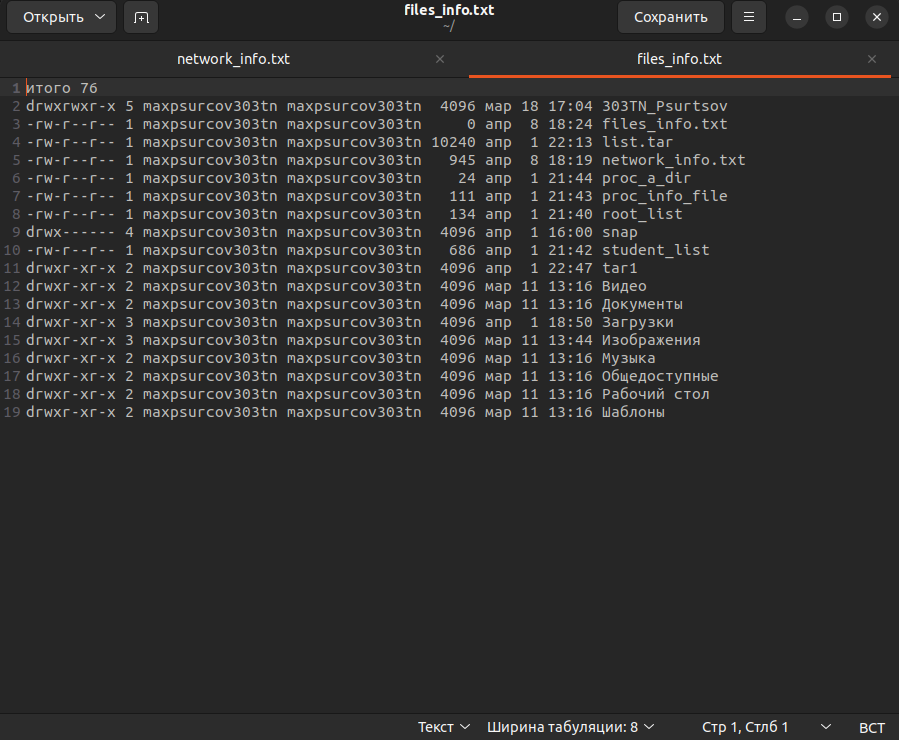 Открыть
files_info.txt
~/
Сохранить
network_info.txt
files_info.txt
1 итого 76
2 drwxrwxr-x 5 maxpsurcov303tn maxpsurcov303tn  4096 мар 18 17:04 303TN_Psurtsov
3 -rw-r--r-- 1 maxpsurcov303tn maxpsurcov303tn     0 апр  8 18:24 files_info.txt
4 -rw-r--r-- 1 maxpsurcov303tn maxpsurcov303tn 10240 апр  1 22:13 list.tar
5 -rw-r--r-- 1 maxpsurcov303tn maxpsurcov303tn   945 апр  8 18:19 network_info.txt
6 -rw-r--r-- 1 maxpsurcov303tn maxpsurcov303tn    24 апр  1 21:44 proc_a_dir
7 -rw-r--r-- 1 maxpsurcov303tn maxpsurcov303tn   111 апр  1 21:43 proc_info_file
8 -rw-r--r-- 1 maxpsurcov303tn maxpsurcov303tn   134 апр  1 21:40 root_list
9 drwx------ 4 maxpsurcov303tn maxpsurcov303tn  4096 апр  1 16:00 snap
10 -rw-r--r-- 1 maxpsurcov303tn maxpsurcov303tn   686 апр  1 21:42 student_list
11 drwxr-xr-x 2 maxpsurcov303tn maxpsurcov303tn  4096 апр  1 22:47 tar1
12 drwxr-xr-x 2 maxpsurcov303tn maxpsurcov303tn  4096 мар 11 13:16 Видео
13 drwxr-xr-x 2 maxpsurcov303tn maxpsurcov303tn  4096 мар 11 13:16 Документы
14 drwxr-xr-x 3 maxpsurcov303tn maxpsurcov303tn  4096 апр  1 18:50 Загрузки
15 drwxr-xr-x 3 maxpsurcov303tn maxpsurcov303tn  4096 мар 11 13:44 Изображения
16 drwxr-xr-x 2 maxpsurcov303tn maxpsurcov303tn  4096 мар 11 13:16 Музыка
17 drwxr-xr-x 2 maxpsurcov303tn maxpsurcov303tn  4096 мар 11 13:16 Общедоступные
18 drwxr-xr-x 2 maxpsurcov303tn maxpsurcov303tn  4096 мар 11 13:16 Рабочий стол
19 drwxr-xr-x 2 maxpsurcov303tn maxpsurcov303tn  4096 мар 11 13:16 Шаблоны
Текст Ширина табуляции: 8 Стр 1, Стлб 1 ВСТ